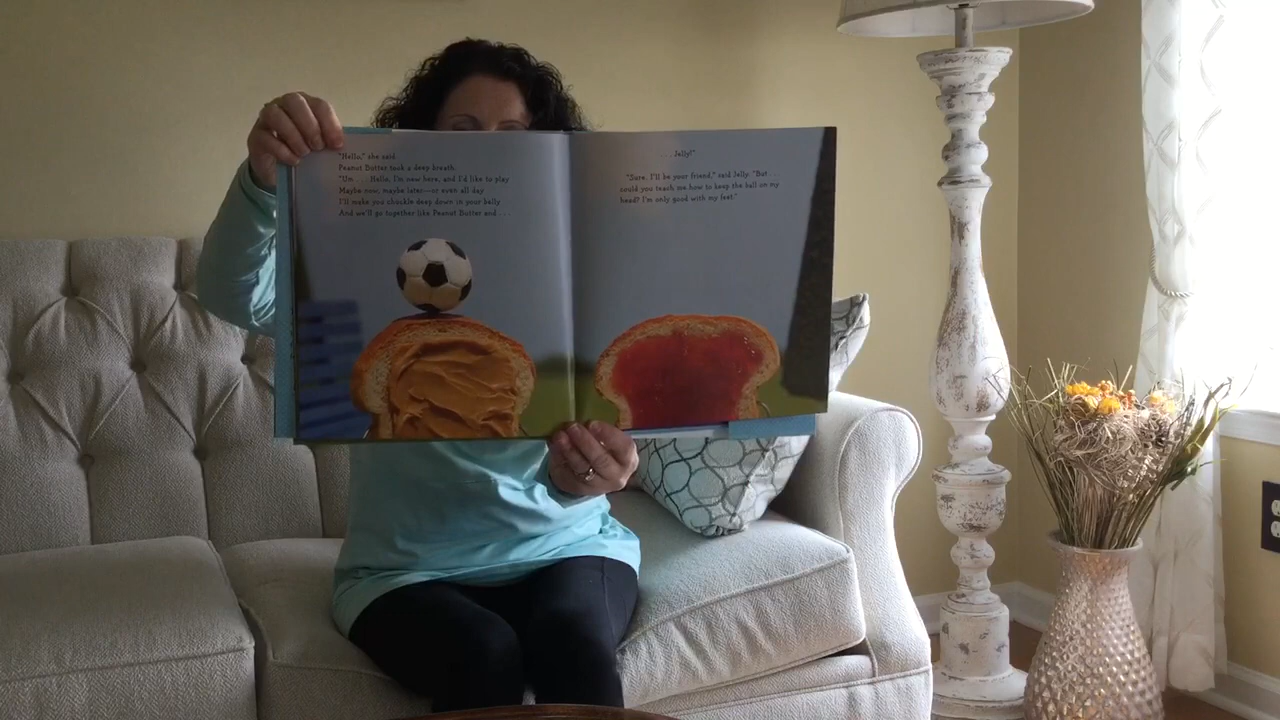 "Hello," she said.
Peanut Butter took a deep breath.
"Um . . . Hello, I'm new here, and I'd like to play
Maybe now, maybe later—or even all day
I'll make you chuckle deep down in your belly
And we'll go together like Peanut Butter and . . .
. . . Jelly!"
"Sure, I'll be your friend," said Jelly. "But . . .
could you teach me how to keep the ball on my
head? I'm only good with my feet."